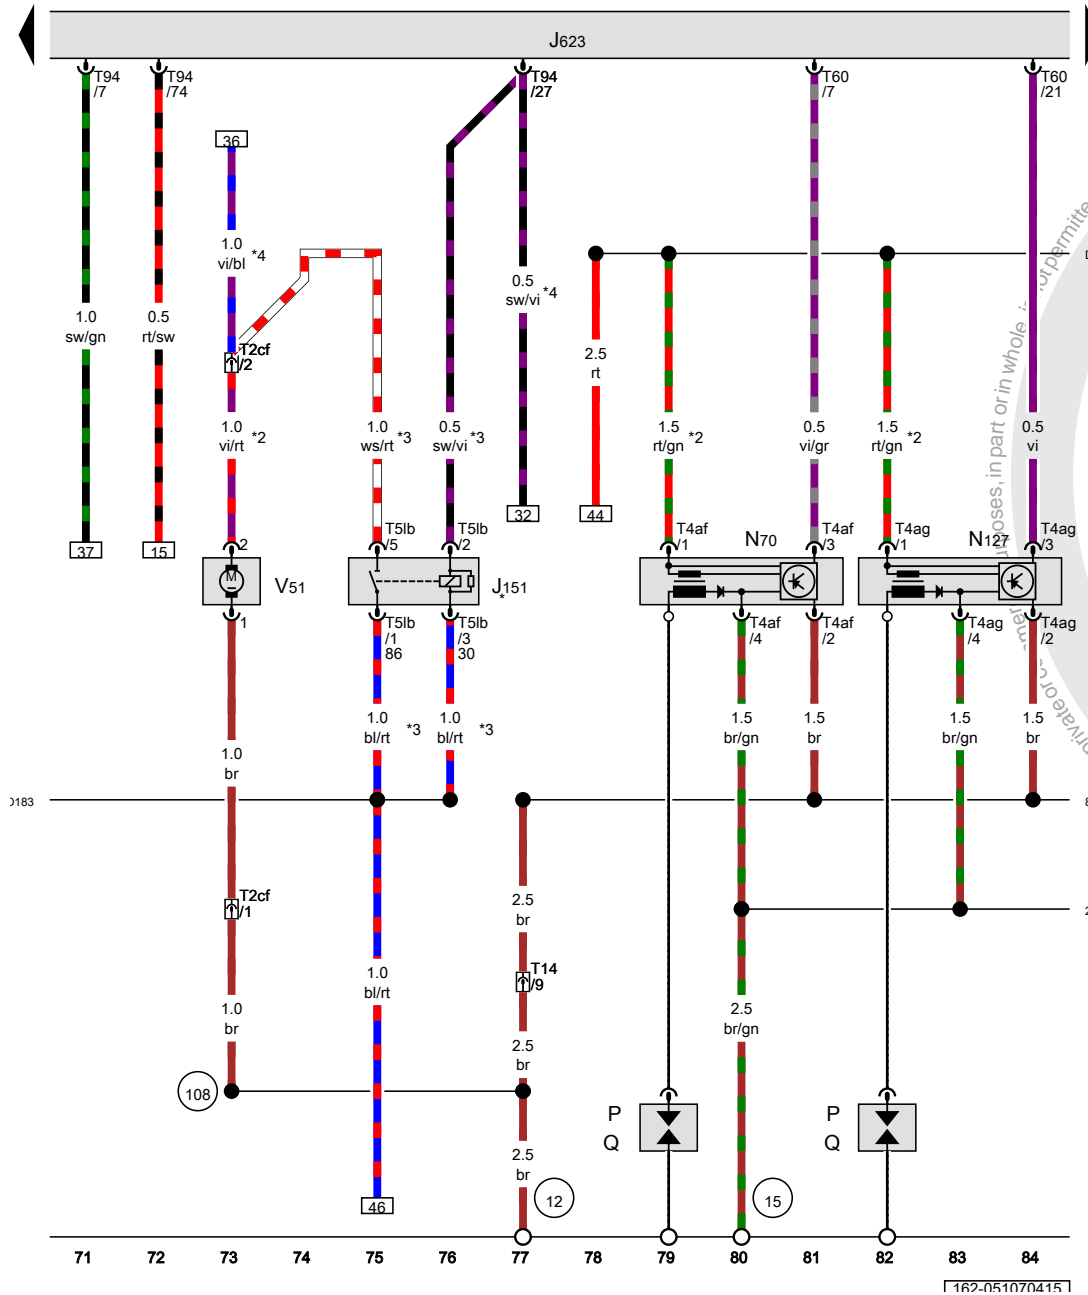 J623
T94
/7
T94
/74
T94
/27
T60
/7
T60
/21
36
1.0
vi/bl *4
0.5
sw/vi *4
1.0
sw/gn
0.5
rt/sw
T2cf
/2
2.5
rt
1.0
vi/rt *2
1.0
ws/rt *3
0.5
sw/vi *3
1.5
rt/gn *2
0.5
vi/gr
1.5
rt/gn *2
0.5
vi
37
15
32
44
2
T5lb
/5
T5lb
/2
T4af
/1
N70
T4af
/3
T4ag
/1
N127
T4ag
/3
M
V51
J151
*
1
T5lb
/1
86
T5lb
/3
30
T4af
/4
T4af
/2
T4ag
/4
T4ag
/2
1.0
br
1.0
bl/rt *3
1.0
bl/rt *3
1.5
br/gn
1.5
br
1.5
br/gn
1.5
br
D183
T2cf
/1
2.5
br
T14
/9
1.0
bl/rt
1.0
br
2.5
br
2.5
br/gn
108
P
Q
P
Q
2.5
br
46
12
15
71 72 73 74 75 76 77 78 79 80 81 82 83 84
162-051070415